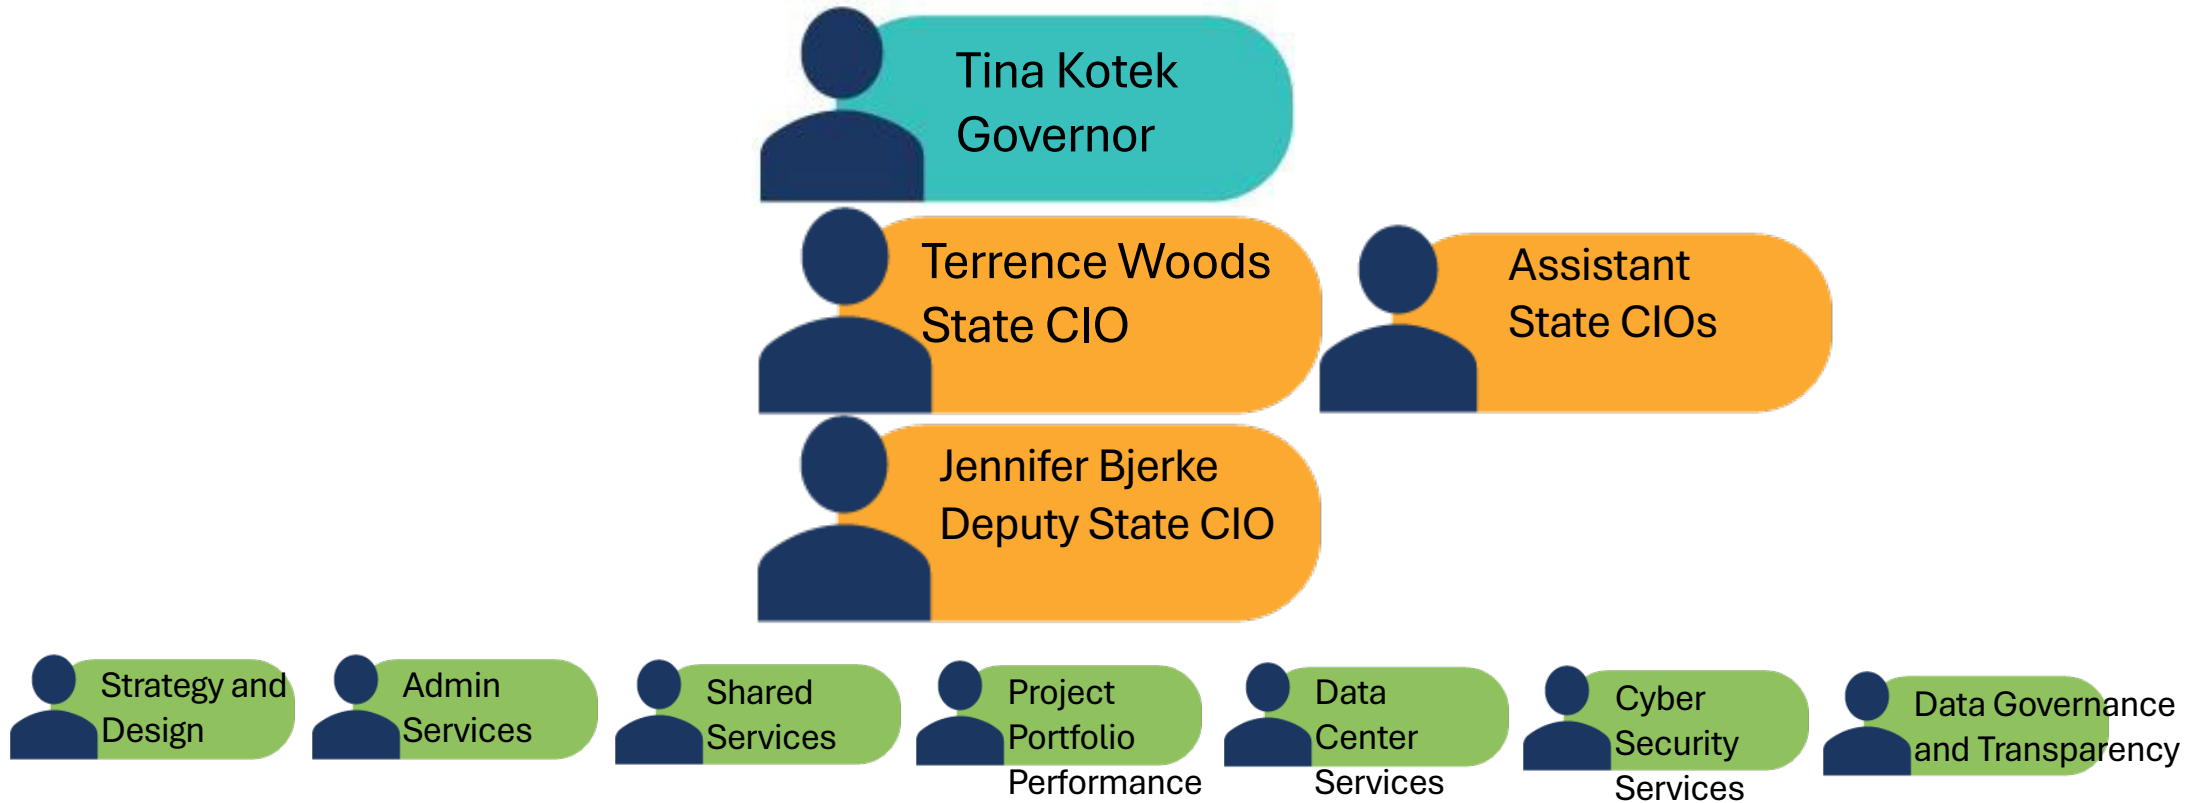 Tina Kotek
Governor
Terrence Woods
State CIO
Assistant
State CIOs
Jennifer Bjerke
Deputy State CIO
Strategy and
Design
Admin
Services
Shared
Services
Project
Portfolio
Performance
Data
Center
Services
Cyber
Security
Services
Data Governance
and Transparency